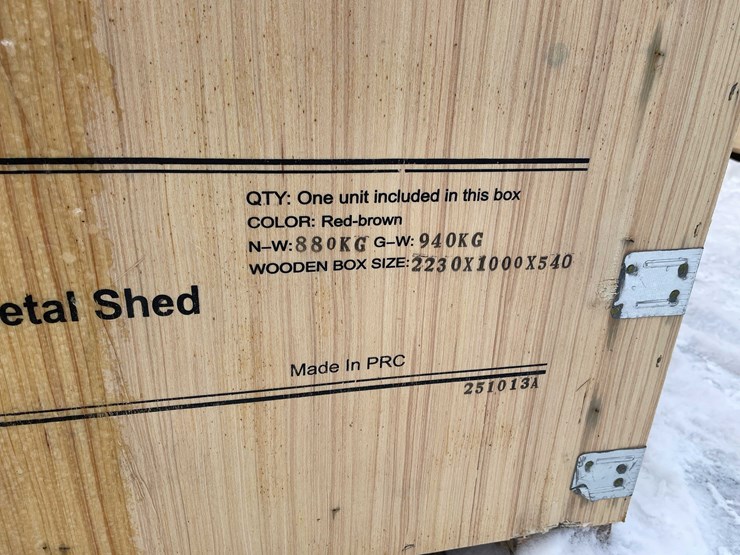 QTY: One unit included in this box
COLOR: Red-brown
N-W:880KG G-W:940KG
WOODEN BOX SIZE:2230X1000X540
etal Shed
Made In PRC
251013A